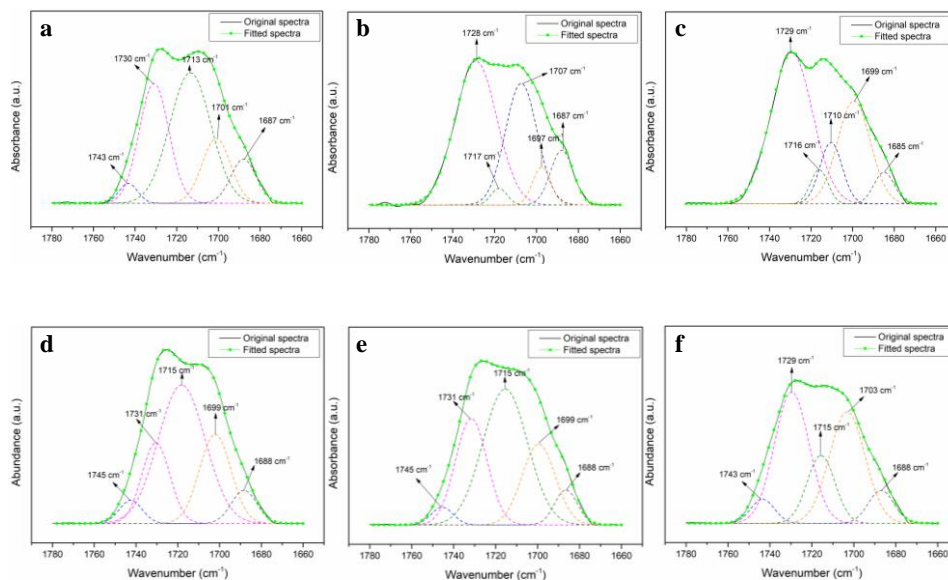 a
Original spectra
Fitted spectra
1730 cm⁻¹
1713 cm⁻¹
1701 cm⁻¹
1687 cm⁻¹
1743 cm⁻¹
Absorbance (a.u.)
1780 1760 1740 1720 1700 1680 1660
Wavenumber (cm⁻¹)
b
Original spectra
Fitted spectra
1728 cm⁻¹
1707 cm⁻¹
1687 cm⁻¹
1697 cm⁻¹
1717 cm⁻¹
Absorbance (a.u.)
1780 1760 1740 1720 1700 1680 1660
Wavenumber (cm⁻¹)
c
Original spectra
Fitted spectra
1729 cm⁻¹
1699 cm⁻¹
1710 cm⁻¹
1716 cm⁻¹
1685 cm⁻¹
Absorbance (a.u.)
1780 1760 1740 1720 1700 1680 1660
Wavenumber (cm⁻¹)
d
Original spectra
Fitted spectra
1715 cm⁻¹
1731 cm⁻¹
1699 cm⁻¹
1745 cm⁻¹
1688 cm⁻¹
Abundance (a.u.)
1780 1760 1740 1720 1700 1680 1660
Wavenumber (cm⁻¹)
e
Original spectra
Fitted spectra
1715 cm⁻¹
1731 cm⁻¹
1699 cm⁻¹
1745 cm⁻¹
1688 cm⁻¹
Abundance (a.u.)
1780 1760 1740 1720 1700 1680 1660
Wavenumber (cm⁻¹)
f
Original spectra
Fitted spectra
1729 cm⁻¹
1703 cm⁻¹
1715 cm⁻¹
1743 cm⁻¹
1688 cm⁻¹
Abundance (a.u.)
1780 1760 1740 1720 1700 1680 1660
Wavenumber (cm⁻¹)